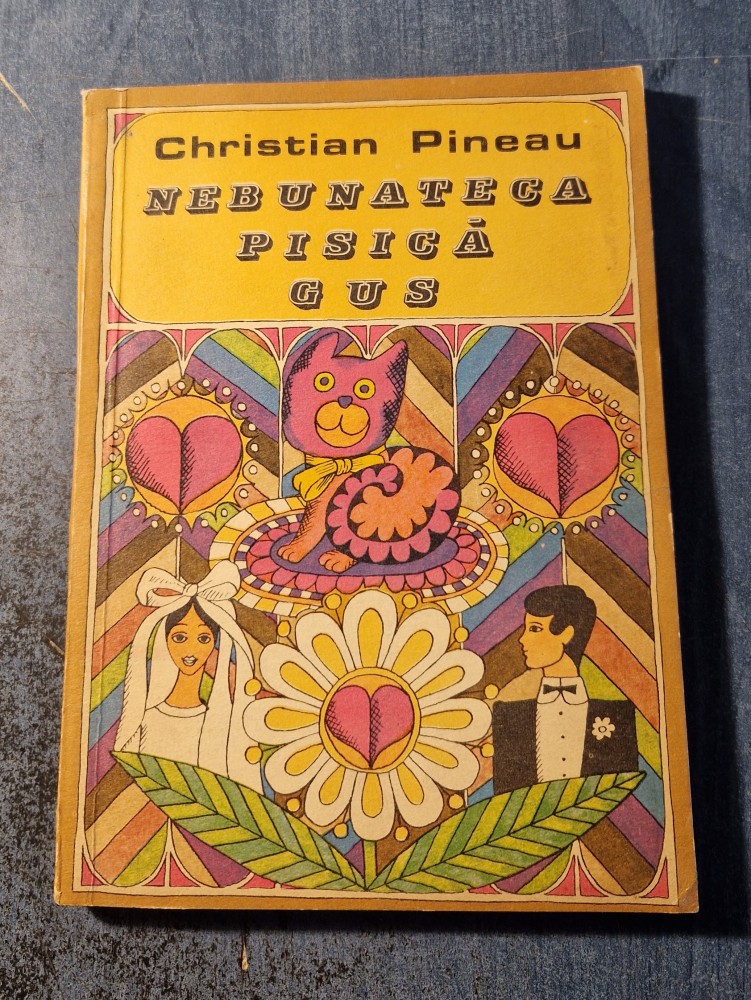 Christian Pineau
NEBUNATECA
PISICĂ
GUS